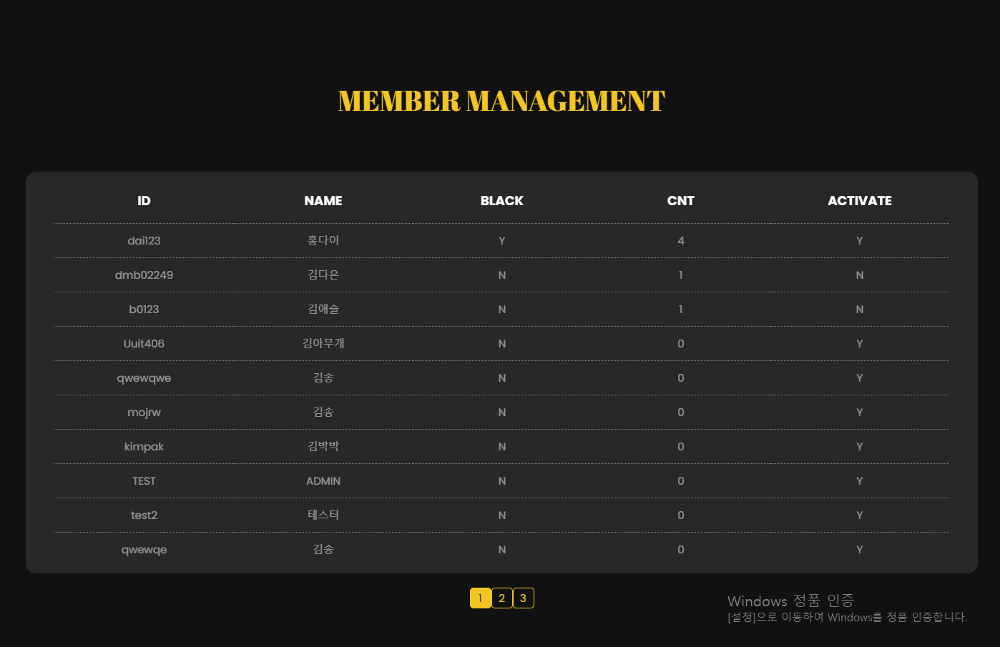 MEMBER MANAGEMENT
ID NAME BLACK CNT ACTIVATE
dai123 홍다이 Y 4 Y
dmb02249 김다은 N 1 N
b0123 김애슬 N 1 N
Uuit406 김아무개 N 0 Y
qwewqwe 김송 N 0 Y
mojrw 김송 N 0 Y
kimpak 김박박 N 0 Y
TEST ADMIN N 0 Y
test2 테스터 N 0 Y
qwewqe 김송 N 0 Y
1 2 3
Windows 정품 인증
[설정]으로 이동하여 Windows를 정품 인증합니다.